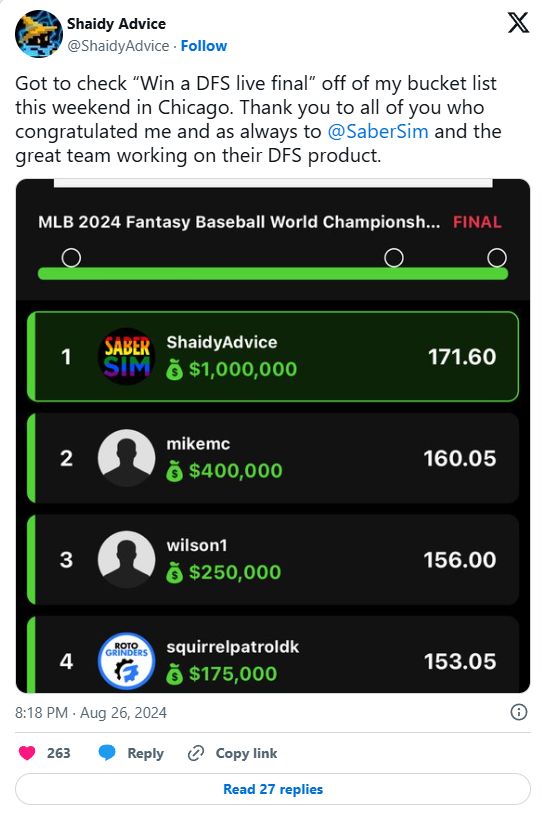 Shaidy Advice
@ShaidyAdvice · Follow
Got to check “Win a DFS live final” off of my bucket list
this weekend in Chicago. Thank you to all of you who
congratulated me and as always to @SaberSim and the
great team working on their DFS product.
MLB 2024 Fantasy Baseball World Championsh... FINAL
1 SABER SIM ShaidyAdvice 171.60
$ $1,000,000
2 mikemc 160.05
$ $400,000
3 wilson1 156.00
$ $250,000
4 ROTO GRINDERS squirrelpatroldk 153.05
$ $175,000
8:18 PM · Aug 26, 2024
263 Reply Copy link
Read 27 replies